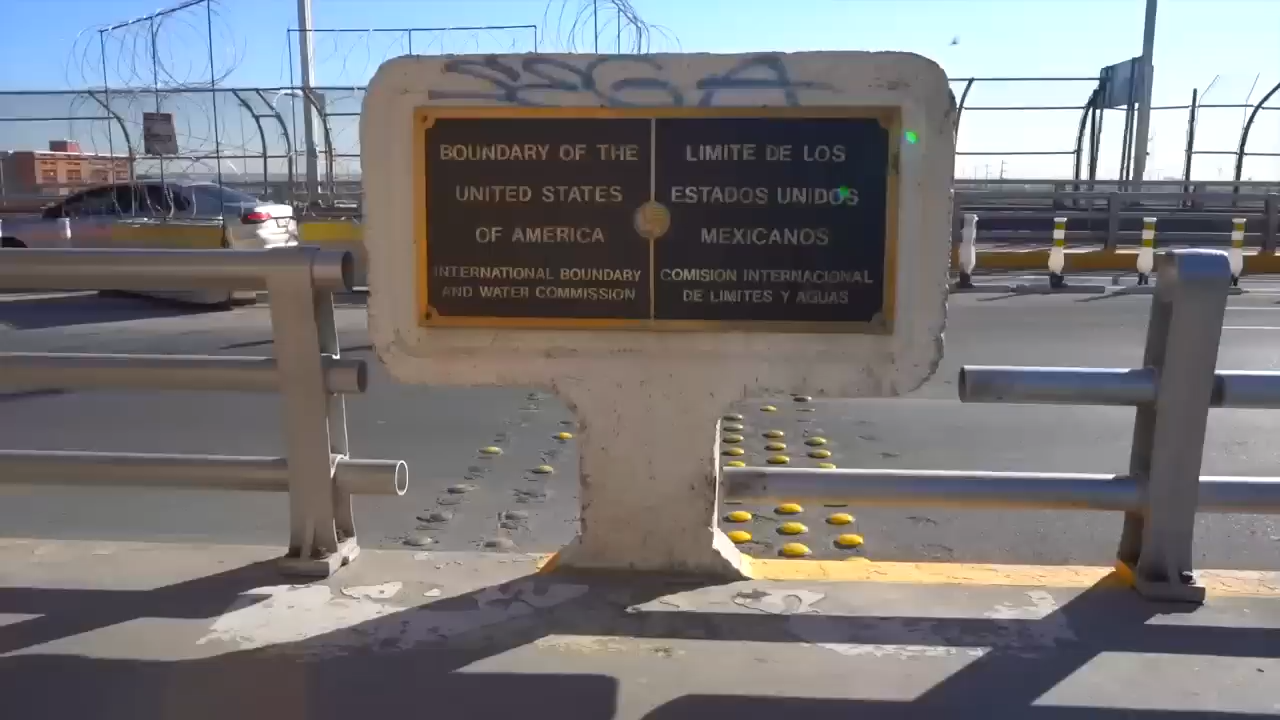 SSGA
BOUNDARY OF THE
UNITED STATES
OF AMERICA
INTERNATIONAL BOUNDARY
AND WATER COMMISSION
LIMITE DE LOS
ESTADOS UNIDOS
MEXICANOS
COMISION INTERNACIONAL
DE LIMITES Y AGUAS